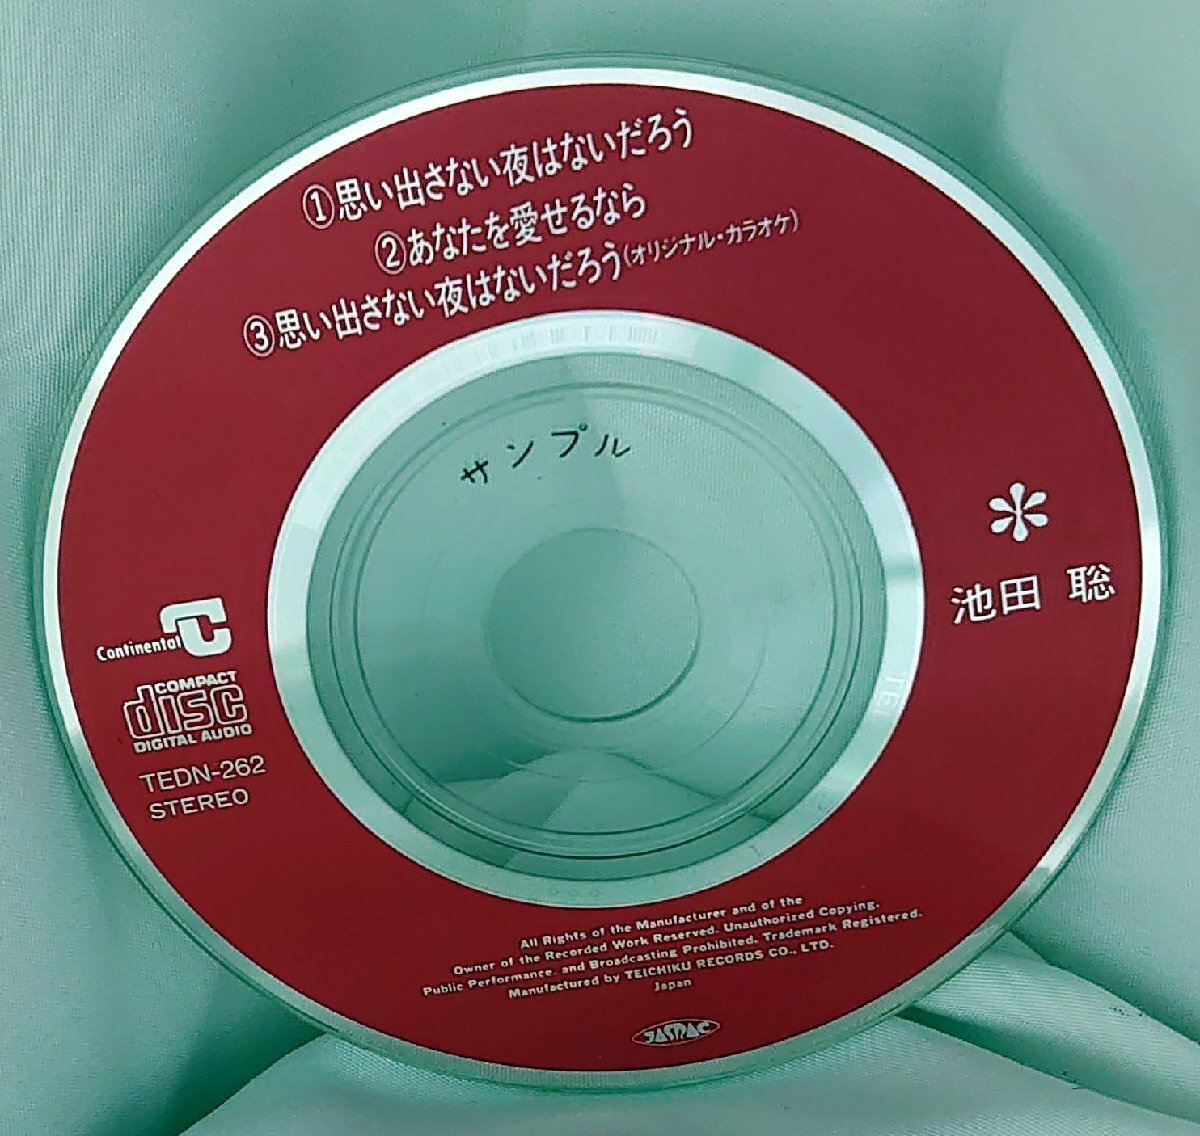 ①思い出さない夜はないだろう
②あなたを愛せるなら
③思い出さない夜はないだろう(オリジナル・カラオケ)
サンプル
池田 聡
Continental
COMPACT
disc
DIGITAL AUDIO
TEDN-262
STEREO
All Rights of the Manufacturer and of the
Owner of the Recorded Work Reserved. Unauthorized Copying,
Public Performance, and Broadcasting Prohibited. Trademark Registered.
Manufactured by TEICHIKU RECORDS CO., LTD.
Japan
JASRAC